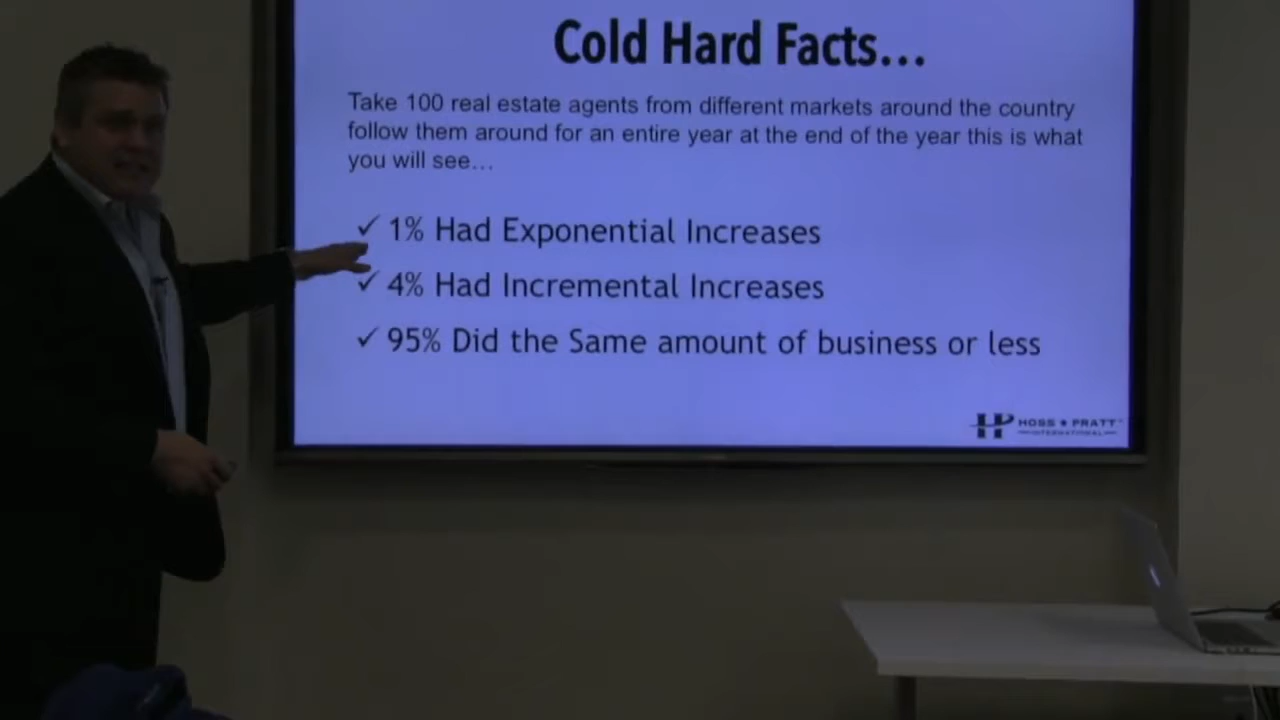 Cold Hard Facts...
Take 100 real estate agents from different markets around the country
follow them around for an entire year at the end of the year this is what
you will see...
✓ 1% Had Exponential Increases
✓ 4% Had Incremental Increases
✓ 95% Did the Same amount of business or less
HP HOSS ★ PRATT
INTERNATIONAL